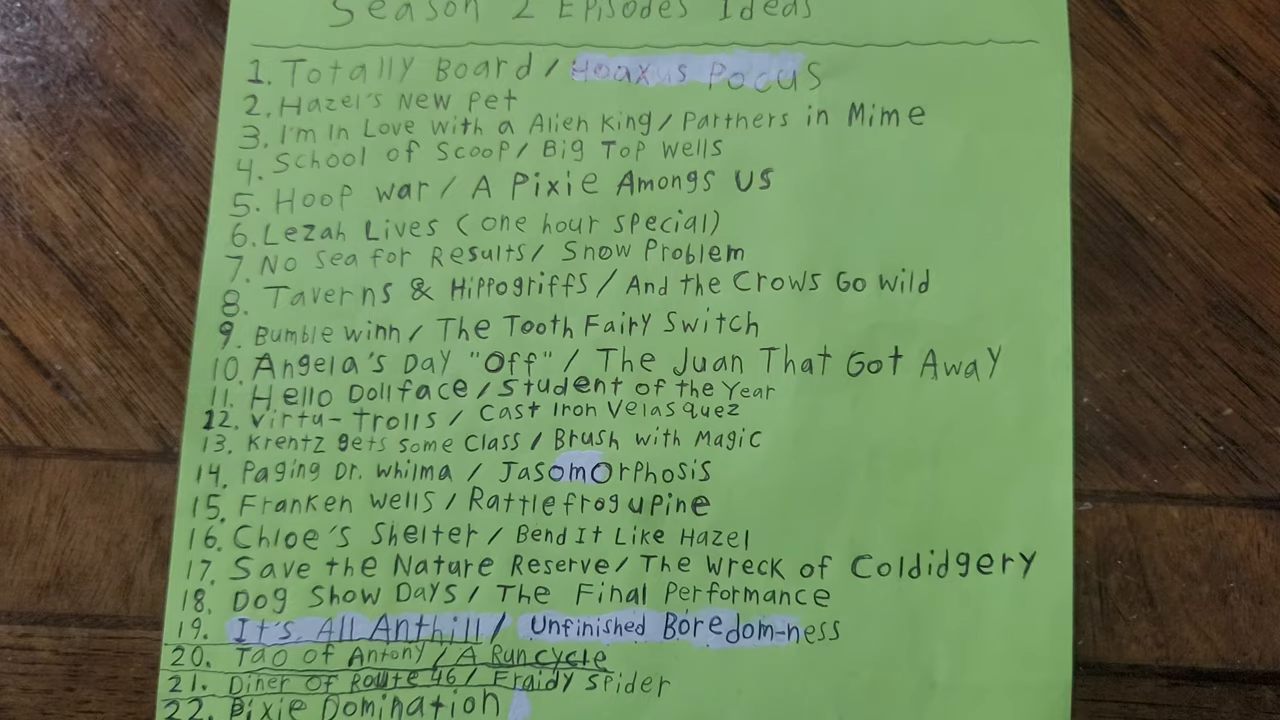 Season 2 Episodes Ideas
1. Totally Board / Hoaxus Pocus
2. Hazel's New Pet
3. I'm In Love with a Alien King / Partners in Mime
4. School of Scoop / Big Top Wells
5. Hoop war / A Pixie Amongs Us
6. Lezah Lives (one hour special)
7. No Sea for Results / Snow Problem
8. Taverns & Hippogriffs / And the Crows Go Wild
9. Bumble winn / The Tooth Fairy Switch
10. Angela's Day "Off" / The Juan That Got Away
11. Hello Dollface / Student of the Year
12. Virtu-Trolls / Cast Iron Velasquez
13. Krentz gets Some Class / Brush with Magic
14. Paging Dr. Whilma / Jasomorphosis
15. Franken Wells / Rattlefrogupine
16. Chloe's Shelter / Bend It Like Hazel
17. Save the Nature Reserve / The Wreck of Coldidgery
18. Dog Show Days / The Final Performance
19. It's All Anthill / Unfinished Boredom-ness
20. Tao of Antony / A Runcycle
21. Diner of Route 46 / Fraidy Spider
22. Pixie Domination